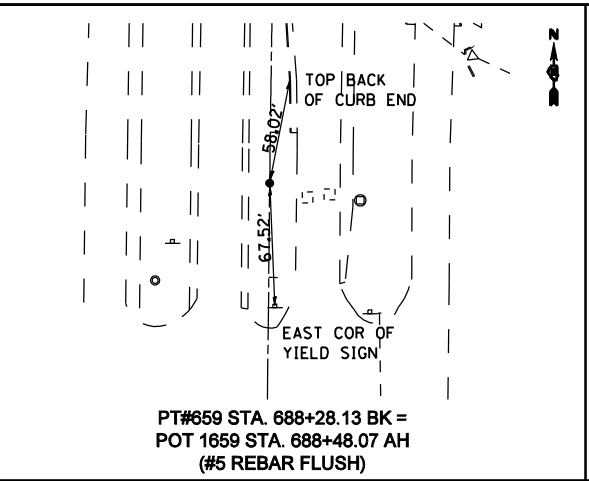 N
TOP BACK
OF CURB END
58.02'
67.52'
EAST COR OF
YIELD SIGN
PT#659 STA. 688+28.13 BK =
POT 1659 STA. 688+48.07 AH
(#5 REBAR FLUSH)